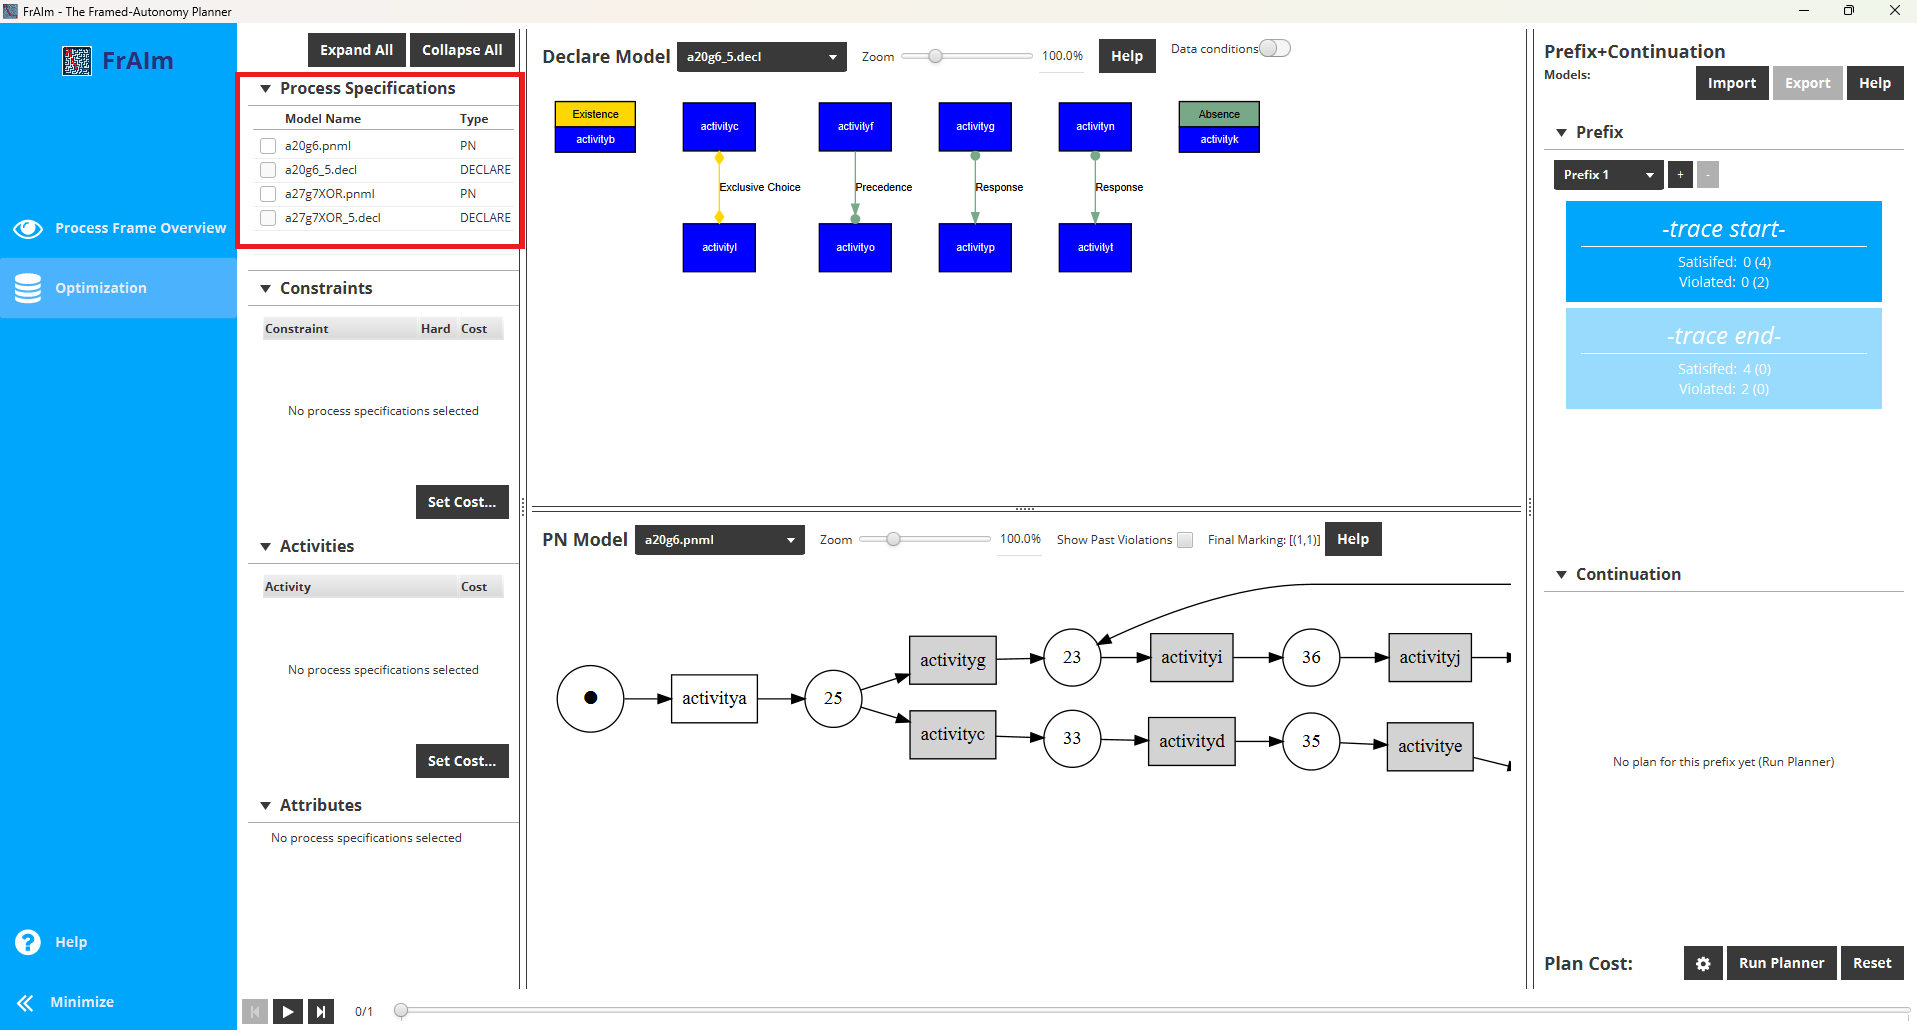 FrAIm - The Framed-Autonomy Planner
FrAIm
Process Frame Overview
Optimization
Help
Minimize
Expand All
Collapse All
Process Specifications
Model Name Type
a20g6.pnml PN
a20g6_5.decl DECLARE
a27g7XOR.pnml PN
a27g7XOR_5.decl DECLARE
Constraints
Constraint Hard Cost
No process specifications selected
Set Cost...
Activities
Activity Cost
No process specifications selected
Set Cost...
Attributes
No process specifications selected
Declare Model a20g6_5.decl Zoom 100.0% Help Data conditions
Existence
activityb
activityc
Exclusive Choice
activityl
activityf
Precedence
activityo
activityg
Response
activityp
activityn
Response
activityt
Absence
activityk
PN Model a20g6.pnml Zoom 100.0% Show Past Violations Final Marking: [(1,1)] Help
activitya
25
activityg
23
activityi
36
activityj
activityc
33
activityd
35
activitye
Prefix+Continuation
Models:
Import
Export
Help
Prefix
Prefix 1 + -
-trace start-
Satisifed: 0 (4)
Violated: 0 (2)
-trace end-
Satisifed: 4 (0)
Violated: 2 (0)
Continuation
No plan for this prefix yet (Run Planner)
Plan Cost:
Run Planner
Reset
0/1